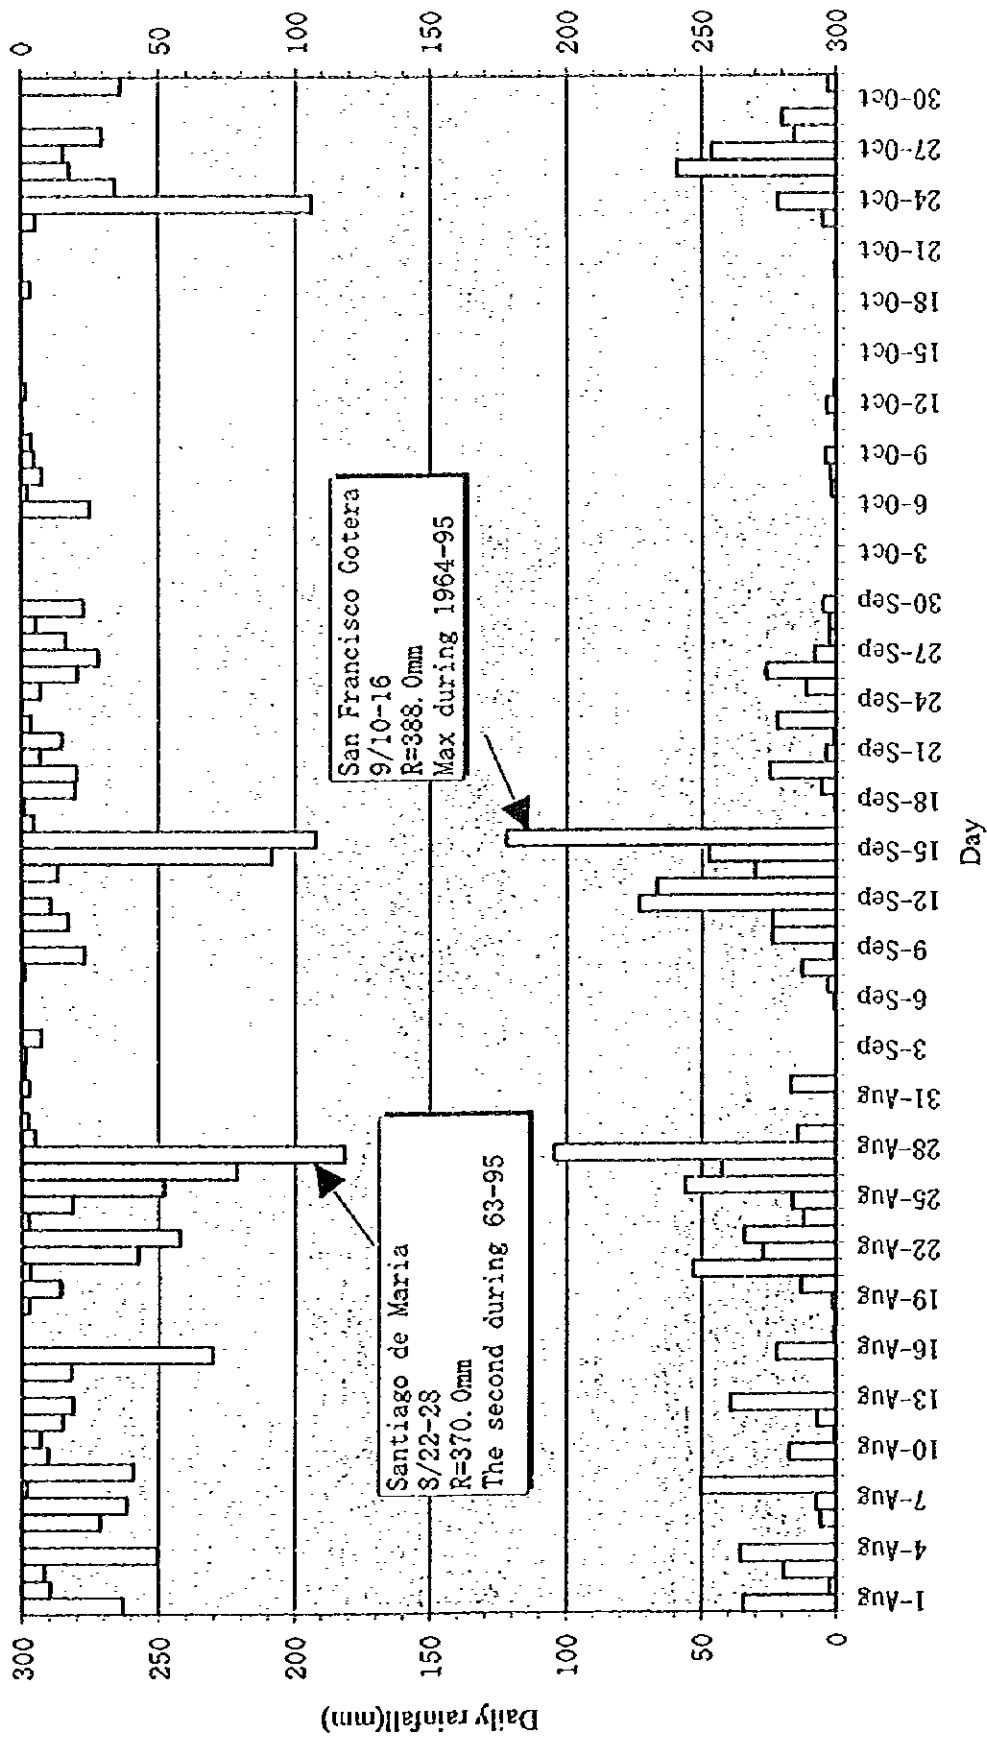 Daily rainfall(mm)
300
250
200
150
100
50
0
0
50
100
150
200
250
300
Santiago de Maria
8/22-28
R=370.0mm
The second during 63-95
San Francisco Gotera
9/10-16
R=388.0mm
Max during 1964-95
1-Aug
4-Aug
7-Aug
10-Aug
13-Aug
16-Aug
19-Aug
22-Aug
25-Aug
28-Aug
31-Aug
3-Sep
6-Sep
9-Sep
12-Sep
15-Sep
18-Sep
21-Sep
24-Sep
27-Sep
30-Sep
3-Oct
6-Oct
9-Oct
12-Oct
15-Oct
18-Oct
21-Oct
24-Oct
27-Oct
30-Oct
Day